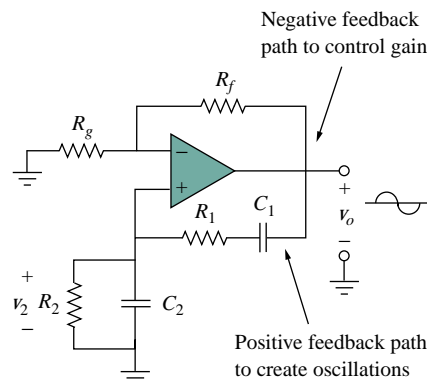 Negative feedback
path to control gain
R_f
R_g
−
+
R_1
C_1
+
v_o
−
+
v_2
−
R_2
C_2
Positive feedback path
to create oscillations